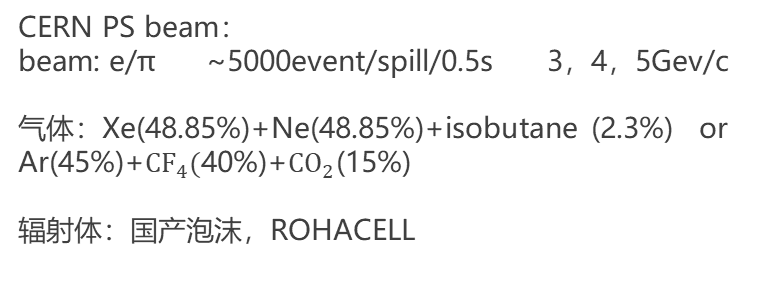 CERN PS beam：
beam: e/π ~5000event/spill/0.5s 3，4，5Gev/c
气体：Xe(48.85%)+Ne(48.85%)+isobutane (2.3%) or
Ar(45%)+CF₄(40%)+CO₂(15%)
辐射体：国产泡沫，ROHACELL